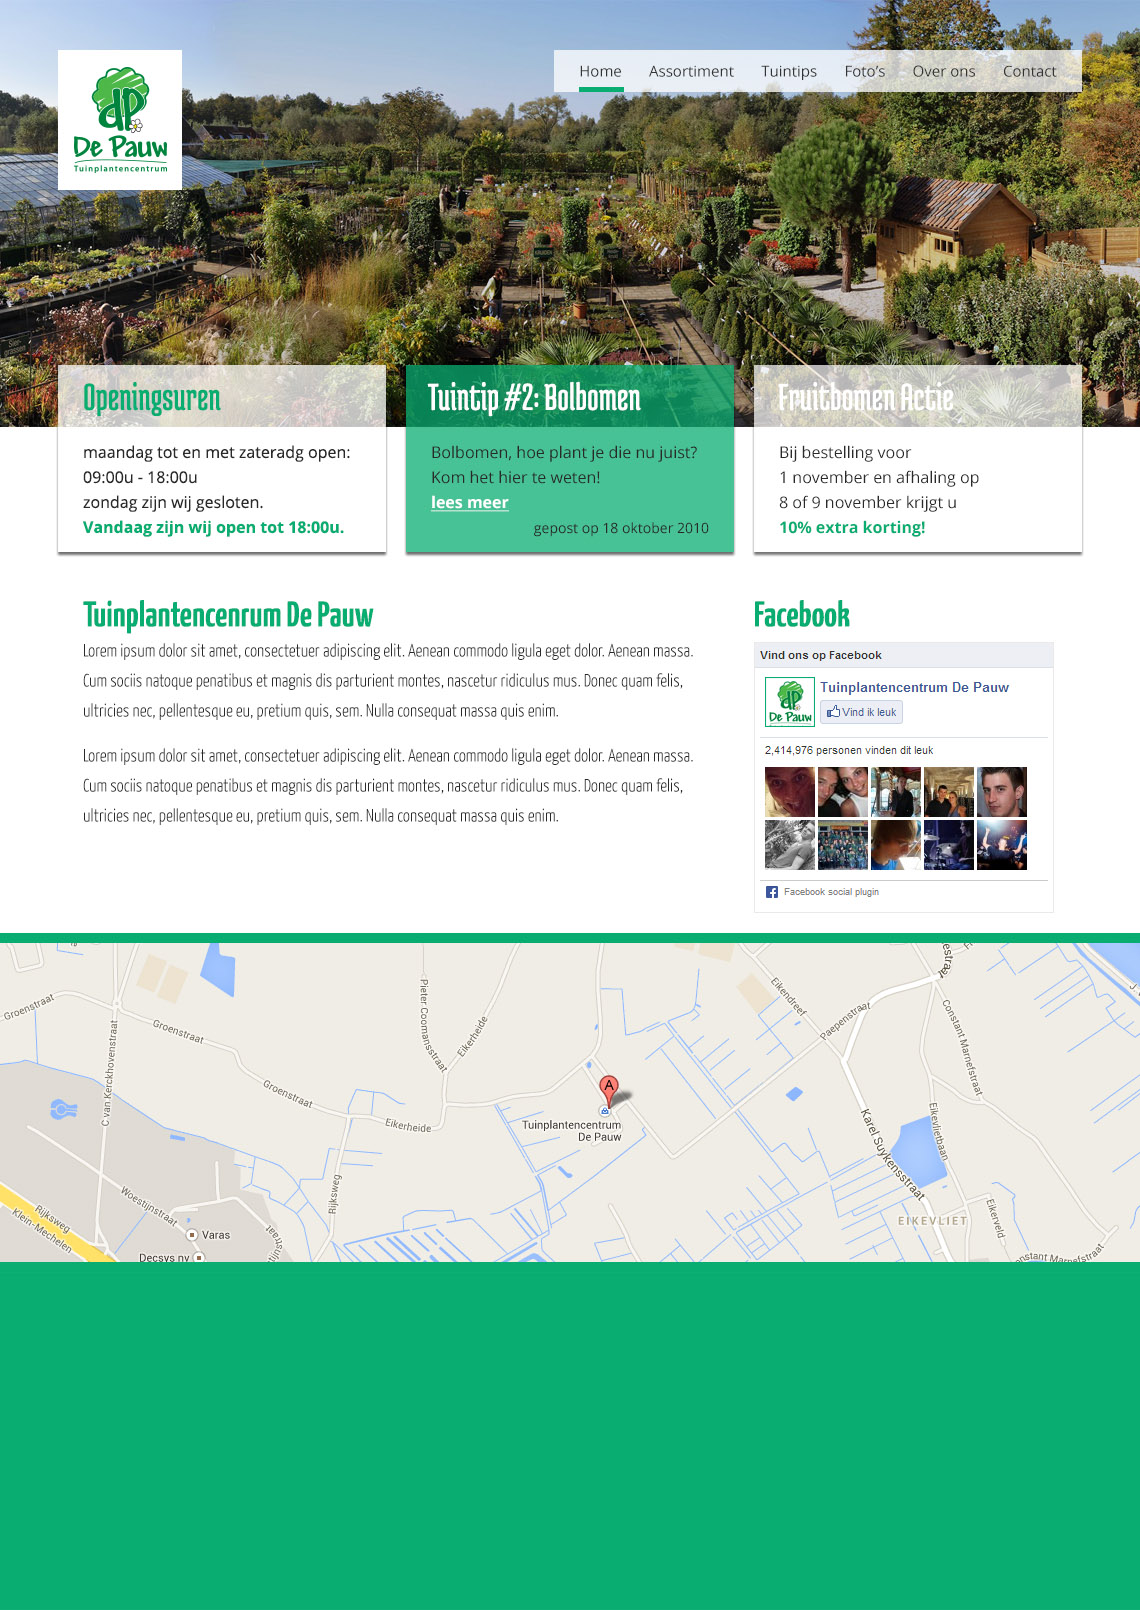 dP
De Pauw
Tuinplantencentrum
Home Assortiment Tuintips Foto's Over ons Contact
Openingsuren
maandag tot en met zateradg open:
09:00u - 18:00u
zondag zijn wij gesloten.
Vandaag zijn wij open tot 18:00u.
Tuintip #2: Bolbomen
Bolbomen, hoe plant je die nu juist?
Kom het hier te weten!
lees meer
gepost op 18 oktober 2010
Fruitbomen Actie
Bij bestelling voor
1 november en afhaling op
8 of 9 november krijgt u
10% extra korting!
Tuinplantencenrum De Pauw
Lorem ipsum dolor sit amet, consectetuer adipiscing elit. Aenean commodo ligula eget dolor. Aenean massa.
Cum sociis natoque penatibus et magnis dis parturient montes, nascetur ridiculus mus. Donec quam felis,
ultricies nec, pellentesque eu, pretium quis, sem. Nulla consequat massa quis enim.
Lorem ipsum dolor sit amet, consectetuer adipiscing elit. Aenean commodo ligula eget dolor. Aenean massa.
Cum sociis natoque penatibus et magnis dis parturient montes, nascetur ridiculus mus. Donec quam felis,
ultricies nec, pellentesque eu, pretium quis, sem. Nulla consequat massa quis enim.
Facebook
Vind ons op Facebook
De Pauw
Tuinplantencentrum De Pauw
Vind ik leuk
2,414,976 personen vinden dit leuk
Facebook social plugin
Groenstraat
Groenstraat
Groenstraat
C van Kerckhovenstraat
Pieter Coomansstraat
Eikerheide
Eikerheide
Eikendreef
Paepenstraat
Constant Marnefstraat
A
Tuinplantencentrum
De Pauw
Karel Suykensstraat
Eikevlietbaan
Eikerveld
EIKEVLIET
Rijksweg
Woestijnstraat
Rijksweg
Klein-Mechelen
Varas
Decsys nv
onstant Marnefstraat